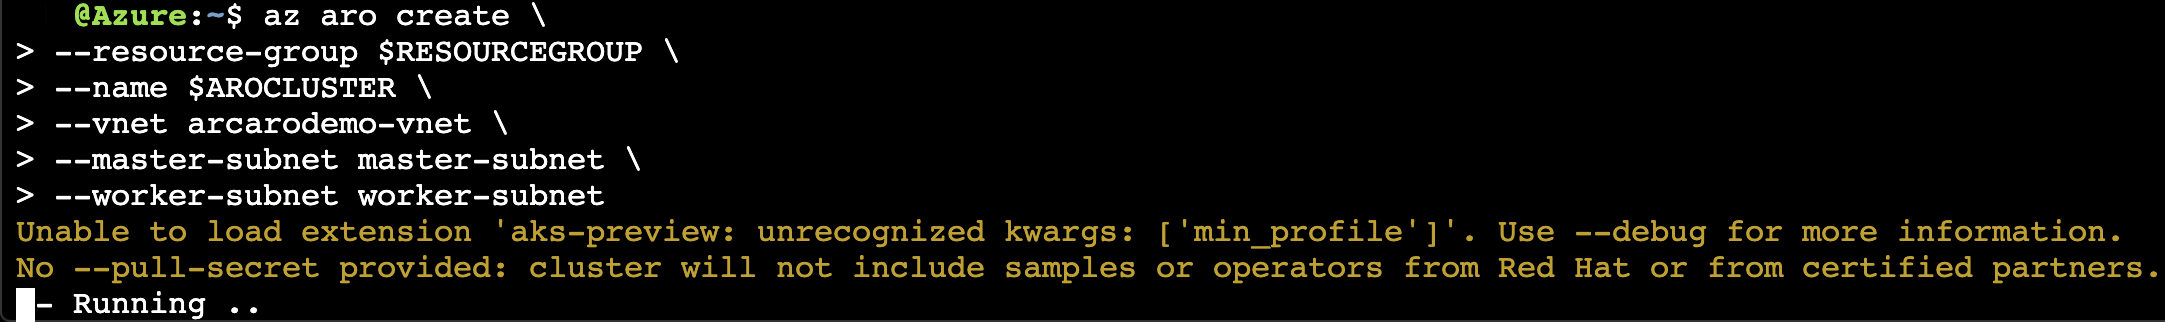 @Azure:~$ az aro create \
> --resource-group $RESOURCEGROUP \
> --name $AROCLUSTER \
> --vnet arcarodemo-vnet \
> --master-subnet master-subnet \
> --worker-subnet worker-subnet
Unable to load extension 'aks-preview: unrecognized kwargs: ['min_profile']'. Use --debug for more information.
No --pull-secret provided: cluster will not include samples or operators from Red Hat or from certified partners.
- Running ..